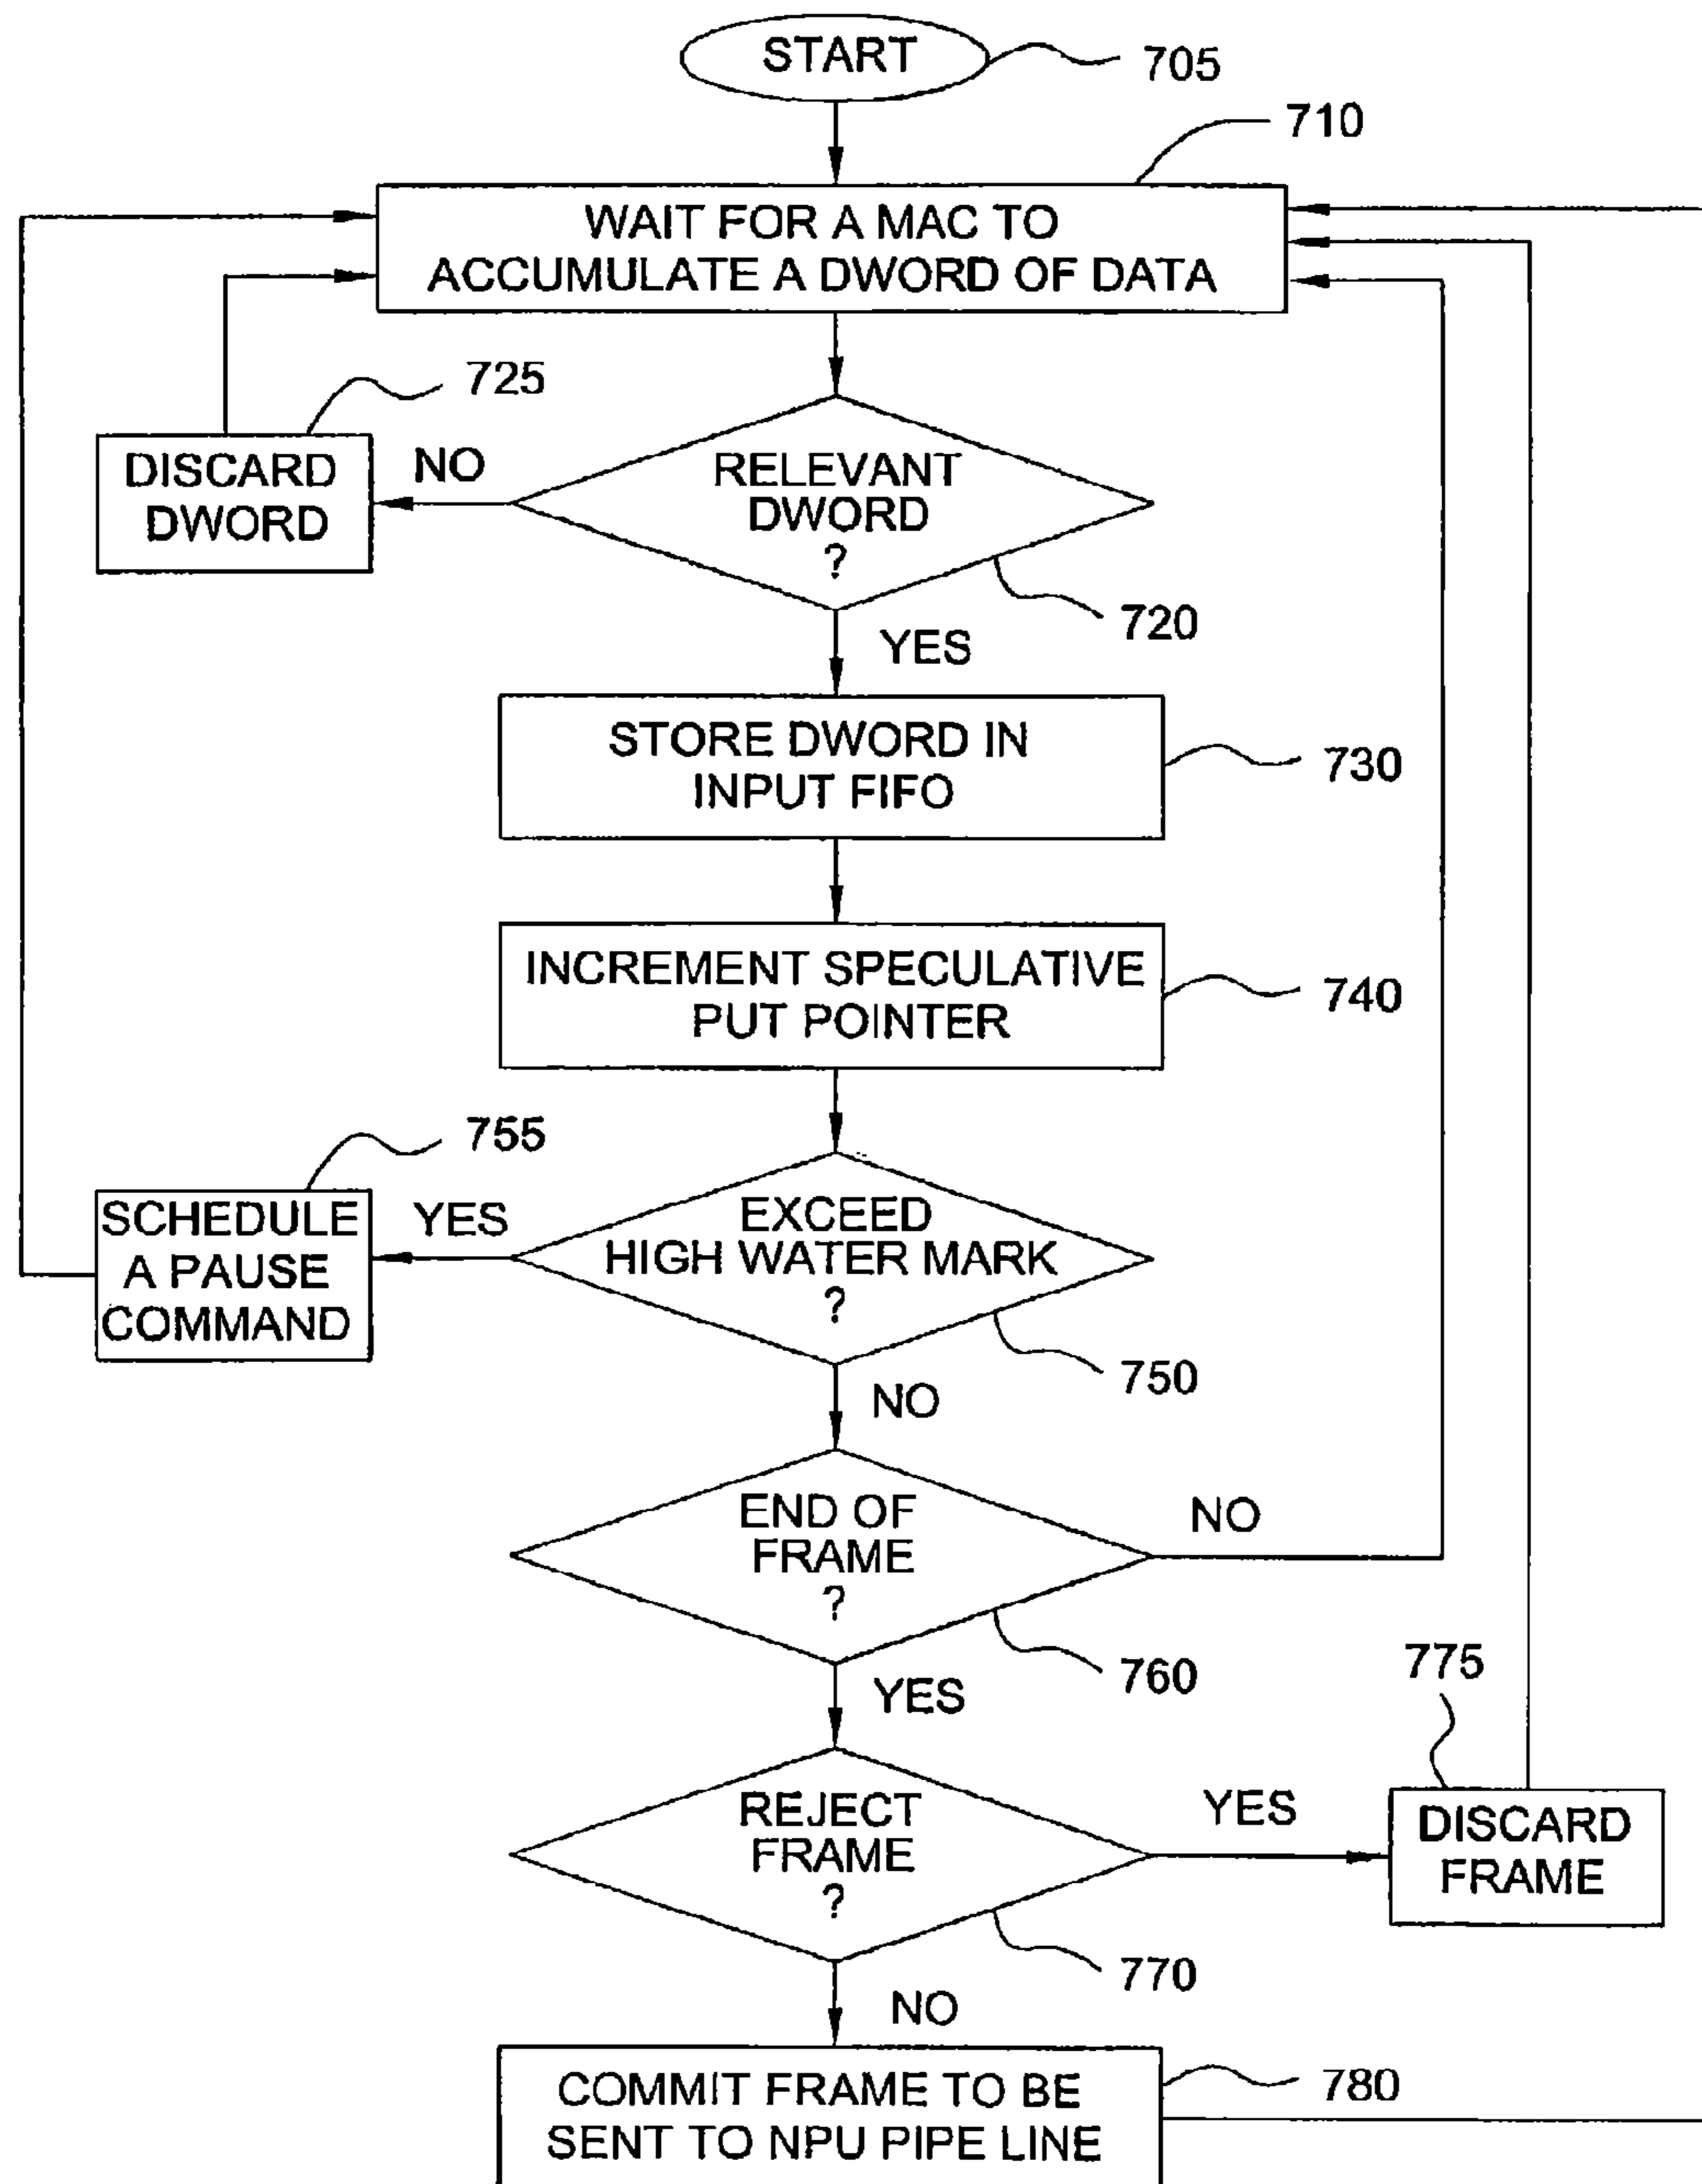 START
705
710
WAIT FOR A MAC TO
ACCUMULATE A DWORD OF DATA
725
DISCARD
DWORD
NO
RELEVANT
DWORD
?
720
YES
STORE DWORD IN
INPUT FIFO
730
INCREMENT SPECULATIVE
PUT POINTER
740
755
SCHEDULE
A PAUSE
COMMAND
YES
EXCEED
HIGH WATER MARK
?
750
NO
END OF
FRAME
?
NO
760
YES
775
REJECT
FRAME
?
YES
DISCARD
FRAME
770
NO
COMMIT FRAME TO BE
SENT TO NPU PIPE LINE
780